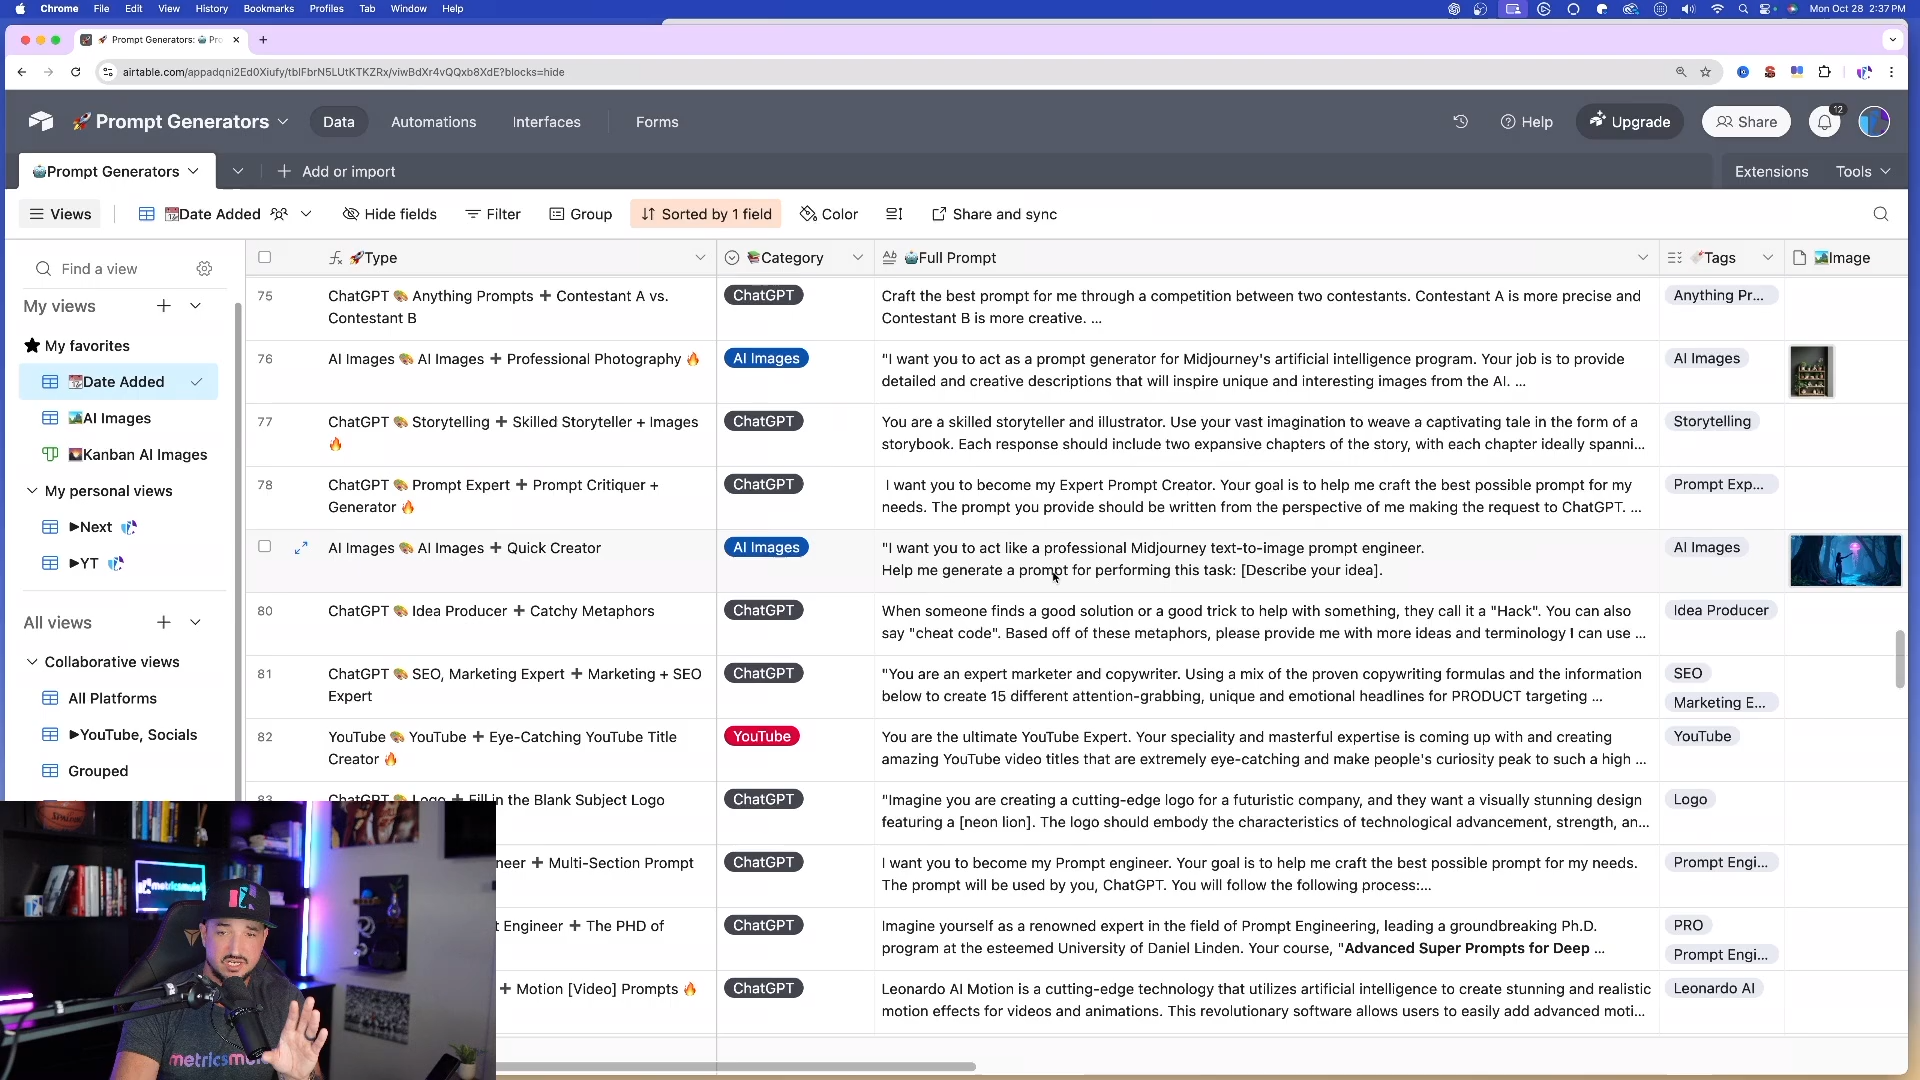 Chrome File Edit View History Bookmarks Profiles Tab Window Help Mon Oct 28 2:37 PM
Prompt Generators: Pro
airtable.com/appadqni2Ed0Xiufy/tblFbrN5LUtKTKZRx/viwBdXr4vQQxb8XdE?blocks=hide
Prompt Generators Data Automations Interfaces Forms Help Upgrade Share 12
Prompt Generators Add or import Extensions Tools
Views Date Added Hide fields Filter Group Sorted by 1 field Color Share and sync
Find a view
My views
My favorites
Date Added
AI Images
Kanban AI Images
My personal views
Next
YT
All views
Collaborative views
All Platforms
YouTube, Socials
Grouped
Type Category Full Prompt Tags Image
75 ChatGPT 🎨 Anything Prompts ➕ Contestant A vs.
Contestant B
ChatGPT
Craft the best prompt for me through a competition between two contestants. Contestant A is more precise and
Contestant B is more creative. ...
Anything Pr...
76 AI Images 🎨 AI Images ➕ Professional Photography 🔥
AI Images
"I want you to act as a prompt generator for Midjourney's artificial intelligence program. Your job is to provide
detailed and creative descriptions that will inspire unique and interesting images from the AI. ...
AI Images
77 ChatGPT 🎨 Storytelling ➕ Skilled Storyteller + Images
🔥
ChatGPT
You are a skilled storyteller and illustrator. Use your vast imagination to weave a captivating tale in the form of a
storybook. Each response should include two expansive chapters of the story, with each chapter ideally spanni...
Storytelling
78 ChatGPT 🎨 Prompt Expert ➕ Prompt Critiquer +
Generator 🔥
ChatGPT
I want you to become my Expert Prompt Creator. Your goal is to help me craft the best possible prompt for my
needs. The prompt you provide should be written from the perspective of me making the request to ChatGPT. ...
Prompt Exp...
AI Images 🎨 AI Images ➕ Quick Creator
AI Images
"I want you to act like a professional Midjourney text-to-image prompt engineer.
Help me generate a prompt for performing this task: [Describe your idea].
AI Images
80 ChatGPT 🎨 Idea Producer ➕ Catchy Metaphors
ChatGPT
When someone finds a good solution or a good trick to help with something, they call it a "Hack". You can also
say "cheat code". Based off of these metaphors, please provide me with more ideas and terminology I can use ...
Idea Producer
81 ChatGPT 🎨 SEO, Marketing Expert ➕ Marketing + SEO
Expert
ChatGPT
"You are an expert marketer and copywriter. Using a mix of the proven copywriting formulas and the information
below to create 15 different attention-grabbing, unique and emotional headlines for PRODUCT targeting ...
SEO
Marketing E...
82 YouTube 🎨 YouTube ➕ Eye-Catching YouTube Title
Creator 🔥
YouTube
You are the ultimate YouTube Expert. Your speciality and masterful expertise is coming up with and creating
amazing YouTube video titles that are extremely eye-catching and make people's curiosity peak to such a high ...
YouTube
83 ChatGPT 🎨 Logo ➕ Fill in the Blank Subject Logo
ChatGPT
"Imagine you are creating a cutting-edge logo for a futuristic company, and they want a visually stunning design
featuring a [neon lion]. The logo should embody the characteristics of technological advancement, strength, an...
Logo
neer ➕ Multi-Section Prompt
ChatGPT
I want you to become my Prompt engineer. Your goal is to help me craft the best possible prompt for my needs.
The prompt will be used by you, ChatGPT. You will follow the following process:...
Prompt Engi...
t Engineer ➕ The PHD of
ChatGPT
Imagine yourself as a renowned expert in the field of Prompt Engineering, leading a groundbreaking Ph.D.
program at the esteemed University of Daniel Linden. Your course, "Advanced Super Prompts for Deep ...
PRO
Prompt Engi...
➕ Motion [Video] Prompts 🔥
ChatGPT
Leonardo AI Motion is a cutting-edge technology that utilizes artificial intelligence to create stunning and realistic
motion effects for videos and animations. This revolutionary software allows users to easily add advanced moti...
Leonardo AI
SPALDING
metricsmu